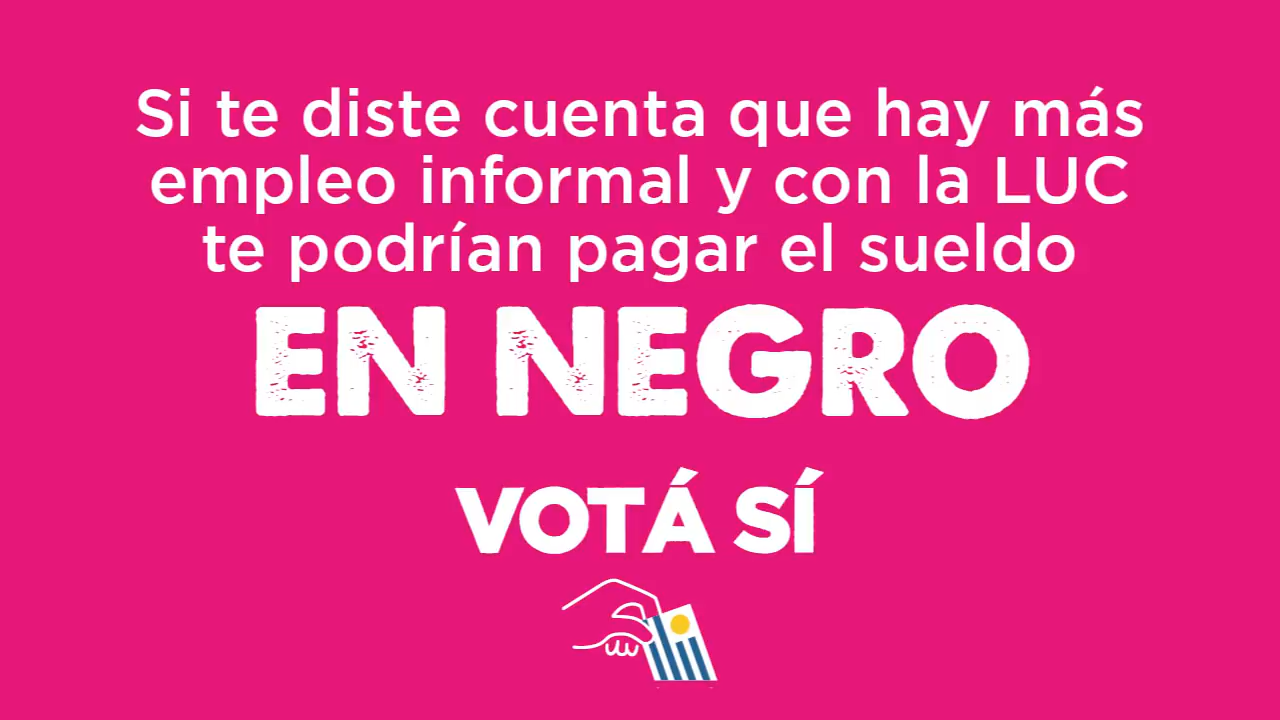 Si te diste cuenta que hay más
empleo informal y con la LUC
te podrían pagar el sueldo
EN NEGRO
VOTÁ SÍ